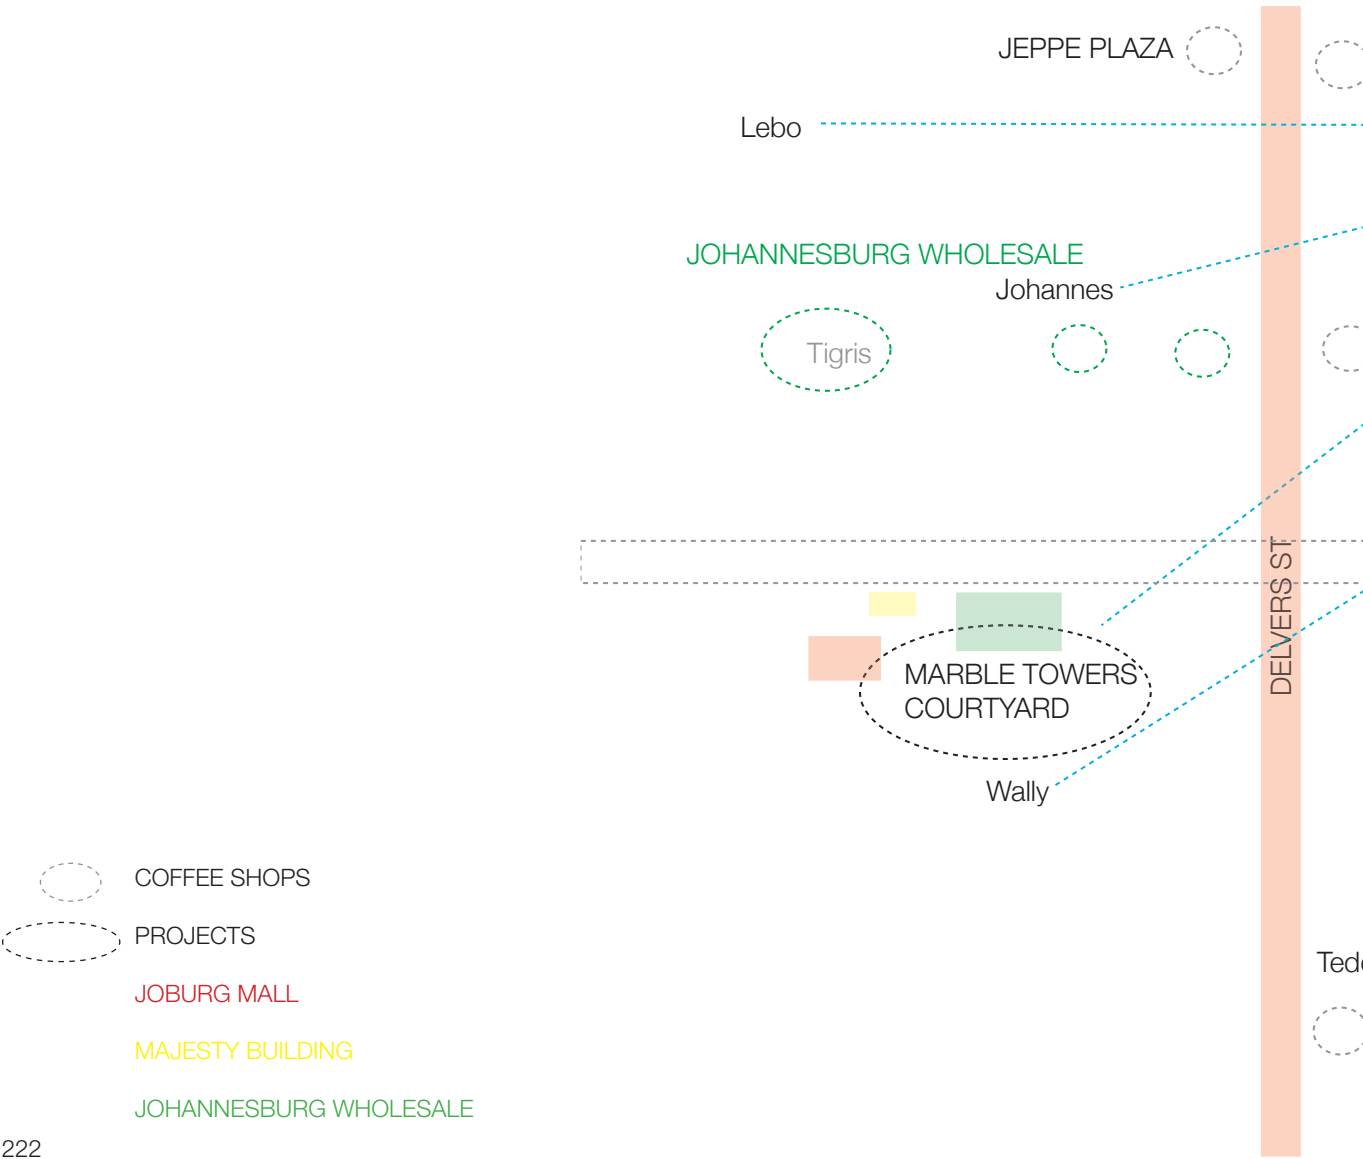 JEPPE PLAZA
Lebo
JOHANNESBURG WHOLESALE
Johannes
Tigris
DELVERS ST
MARBLE TOWERS
COURTYARD
Wally
COFFEE SHOPS
PROJECTS
JOBURG MALL
MAJESTY BUILDING
JOHANNESBURG WHOLESALE
222